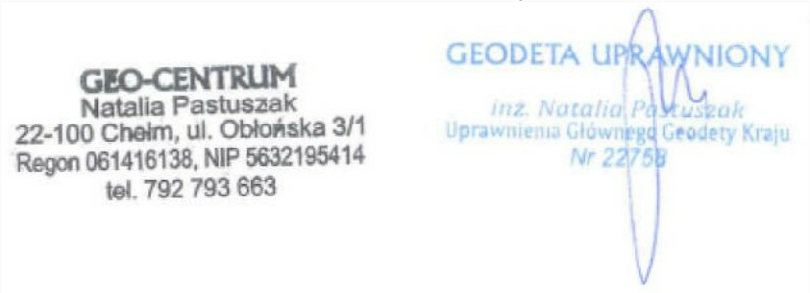 GEO-CENTRUM
Natalia Pastuszak
22-100 Chełm, ul. Obłońska 3/1
Regon 061416138, NIP 5632195414
tel. 792 793 663
GEODETA UPRAWNIONY
inż. Natalia Pastuszak
Uprawnienia Głównego Geodety Kraju
Nr 22758